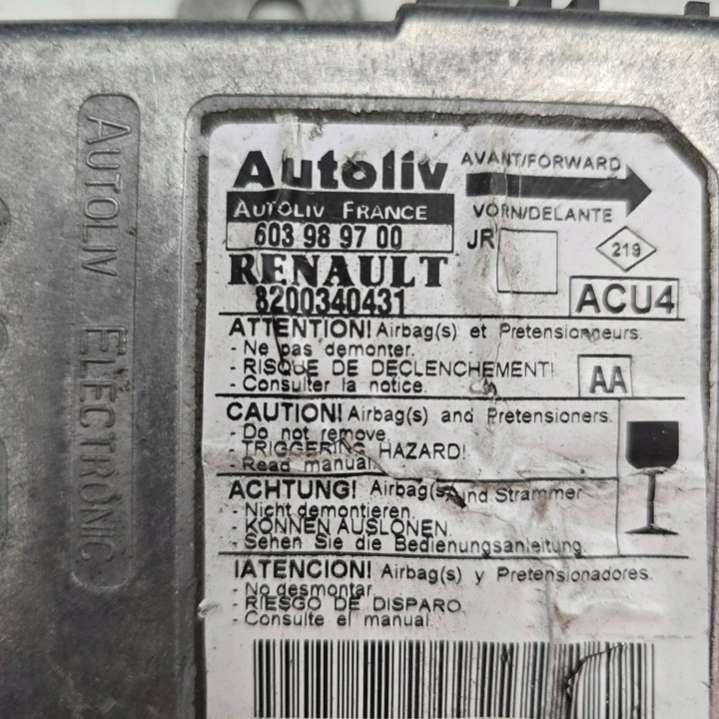 AUTOLIV ELECTRONIC
Autoliv
AVANT/FORWARD
AUTOLIV FRANCE
VORN/DELANTE
603 98 97 00
JR
219
RENAULT
8200340431
ACU4
ATTENTION! Airbag(s) et Pretensionneurs.
- Ne pas demonter.
- RISQUE DE DECLENCHEMENT!
- Consulter la notice.
AA
CAUTION! Airbag(s) and Pretensioners.
- Do not remove
- TRIGGERING HAZARD!
- Read manual
ACHTUNG! Airbag(s) und Strammer
- Nicht demontieren.
- KONNEN AUSLONEN.
- Sehen Sie die Bedienungsanleitung.
!ATENCION! Airbag(s) y Pretensionadores.
- No desmontar
- RIESGO DE DISPARO.
- Consulte el manual